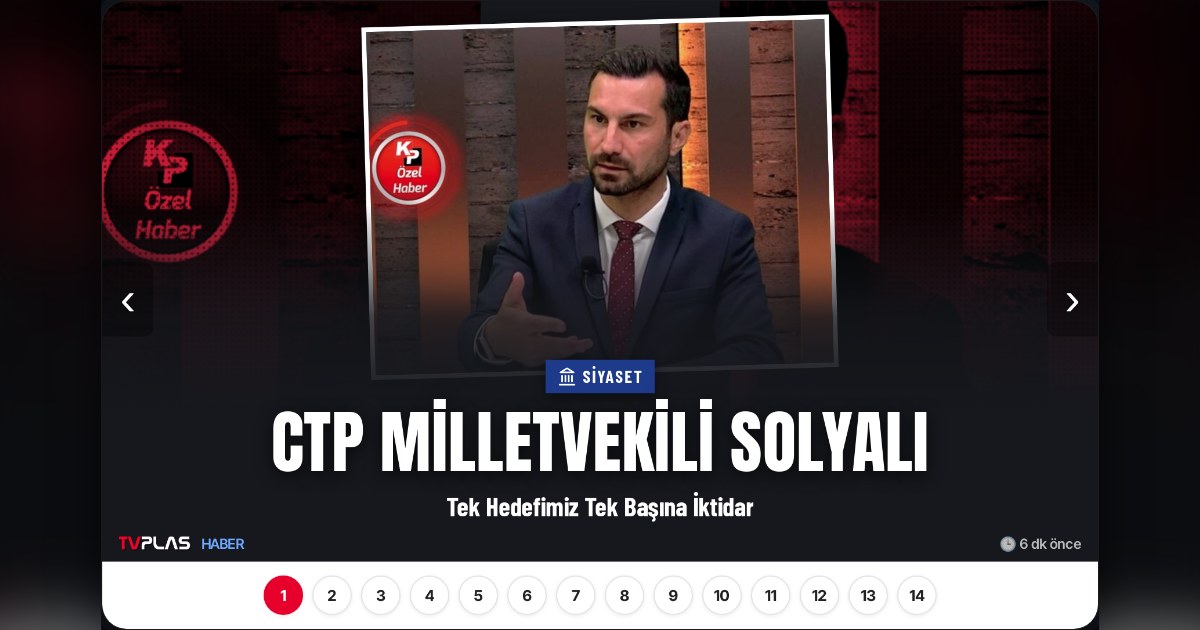 KP
Özel
Haber
KP
Özel
Haber
‹
›
SİYASET
CTP MİLLETVEKİLİ SOLYALI
Tek Hedefimiz Tek Başına İktidar
TVPLAS HABER
6 dk önce
1 2 3 4 5 6 7 8 9 10 11 12 13 14